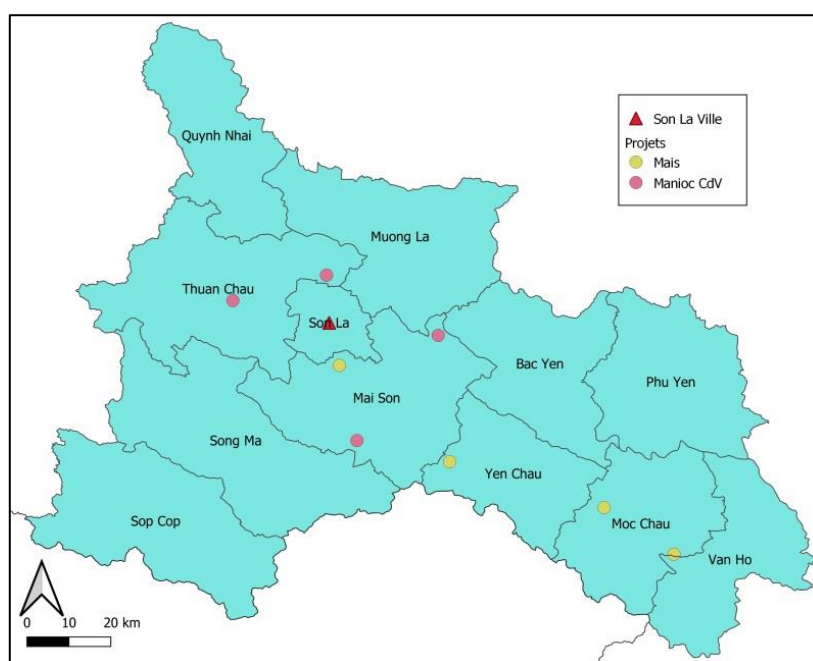 Quynh Nhai
Son La Ville
Projets
Mais
Manioc CdV
Muong La
Thuan Chau
Son La
Bac Yen
Phu Yen
Mai Son
Song Ma
Yen Chau
Sop Cop
Moc Chau
Van Ho
0 10 20 km